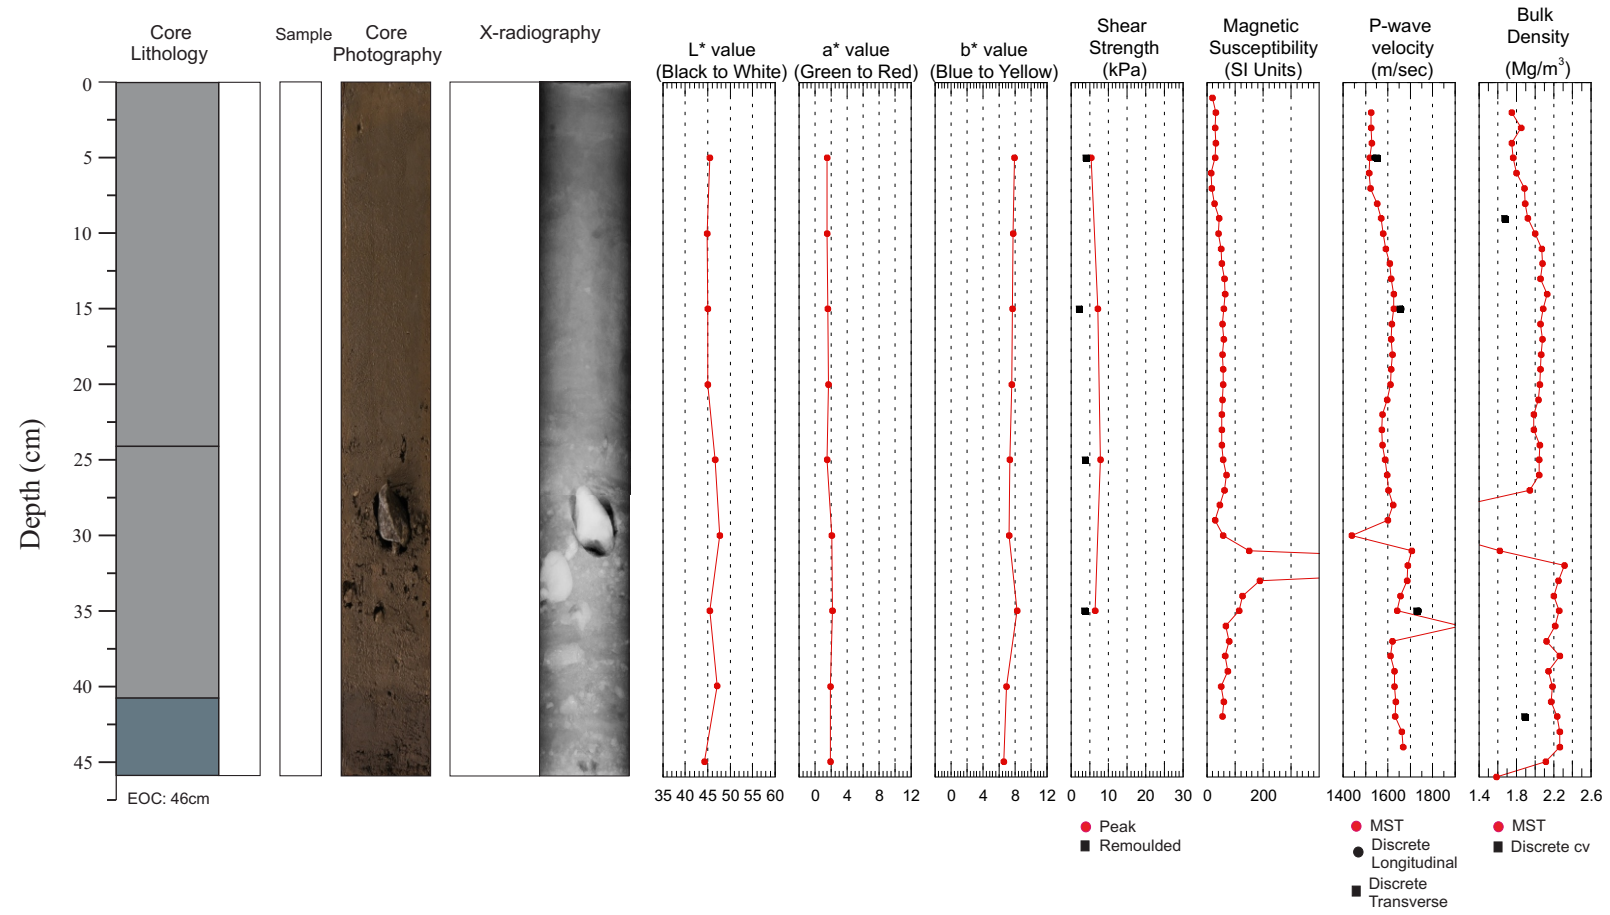 Core
Lithology
Sample
Core
Photography
X-radiography
L* value
(Black to White)
a* value
(Green to Red)
b* value
(Blue to Yellow)
Shear
Strength
(kPa)
Magnetic
Susceptibility
(SI Units)
P-wave
velocity
(m/sec)
Bulk
Density
(Mg/m³)
Depth (cm)
0
5
10
15
20
25
30
35
40
45
EOC: 46cm
35 40 45 50 55 60
0 4 8 12
0 4 8 12
0 10 20 30
0 200
1400 1600 1800
1.4 1.8 2.2 2.6
Peak
Remoulded
MST
Discrete
Longitudinal
Discrete
Transverse
MST
Discrete cv